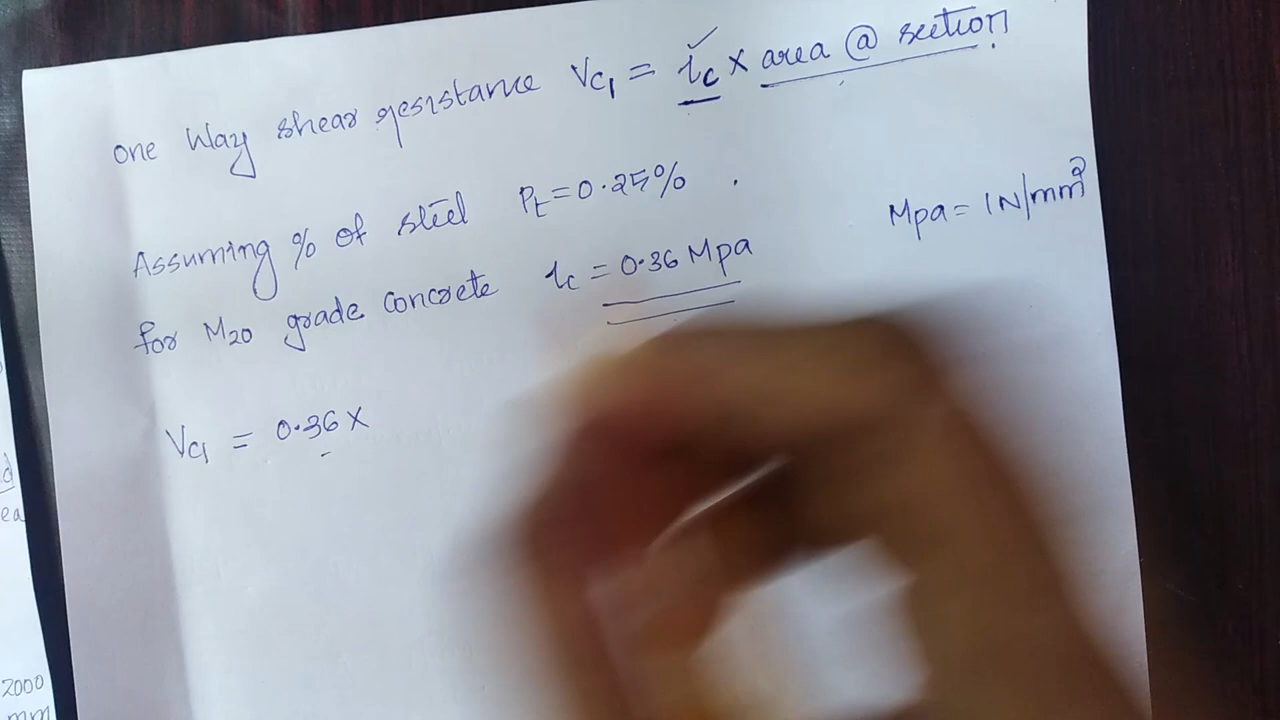 one Way shear resistance Vc1 = τc × area @ section
Assuming % of steel Pt = 0.25%
Mpa = 1N/mm²
for M20 grade concrete τc = 0.36 Mpa
Vc1 = 0.36 ×
d
ea
2000
mm